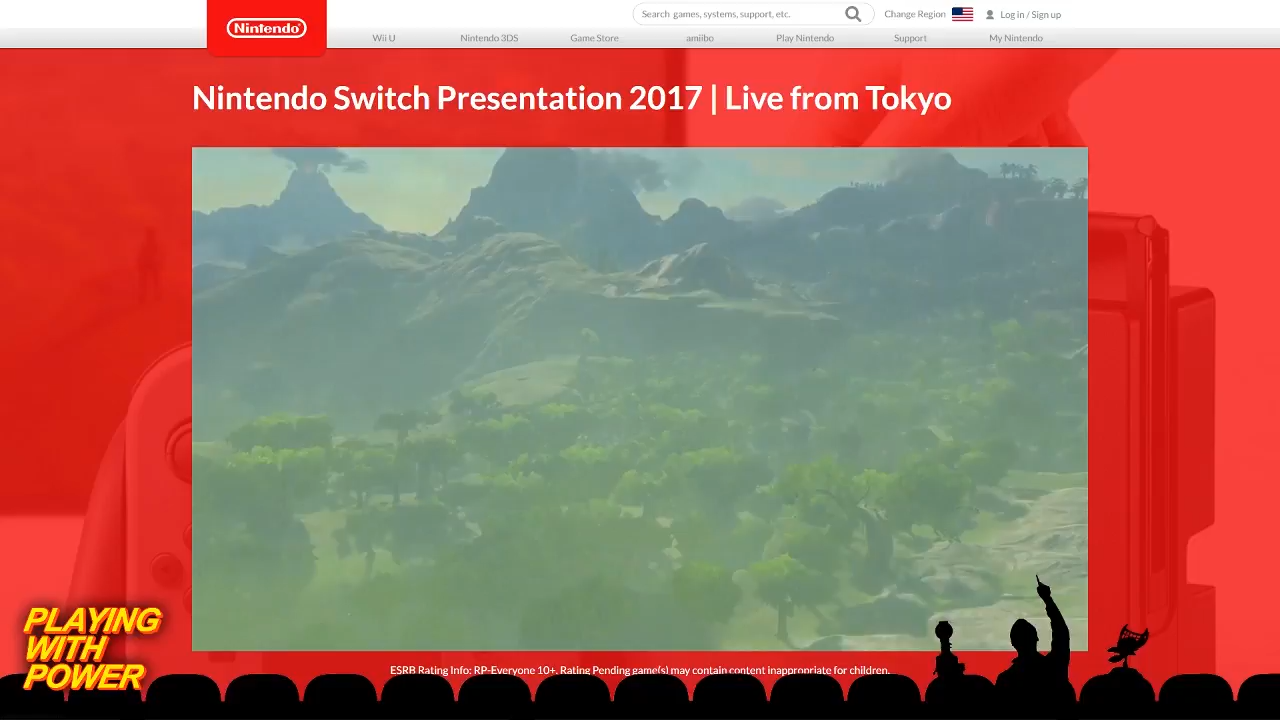 Nintendo
Search games, systems, support, etc.
Change Region
Log in / Sign up
Wii U
Nintendo 3DS
Game Store
amiibo
Play Nintendo
Support
My Nintendo
Nintendo Switch Presentation 2017 | Live from Tokyo
PLAYING
WITH
POWER
ESRB Rating Info: RP-Everyone 10+. Rating Pending game(s) may contain content inappropriate for children.